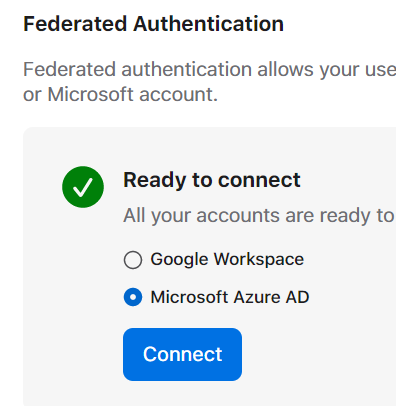 Federated Authentication
Federated authentication allows your use
or Microsoft account.
Ready to connect
All your accounts are ready to
Google Workspace
Microsoft Azure AD
Connect